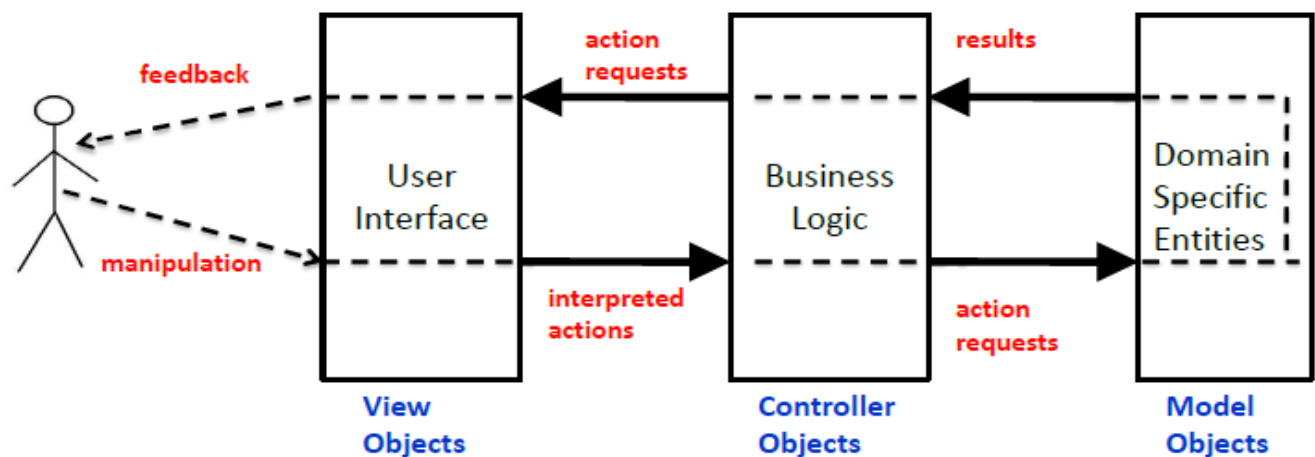 action
requests
results
feedback
User
Interface
Business
Logic
Domain
Specific
Entities
manipulation
interpreted
actions
action
requests
View
Objects
Controller
Objects
Model
Objects